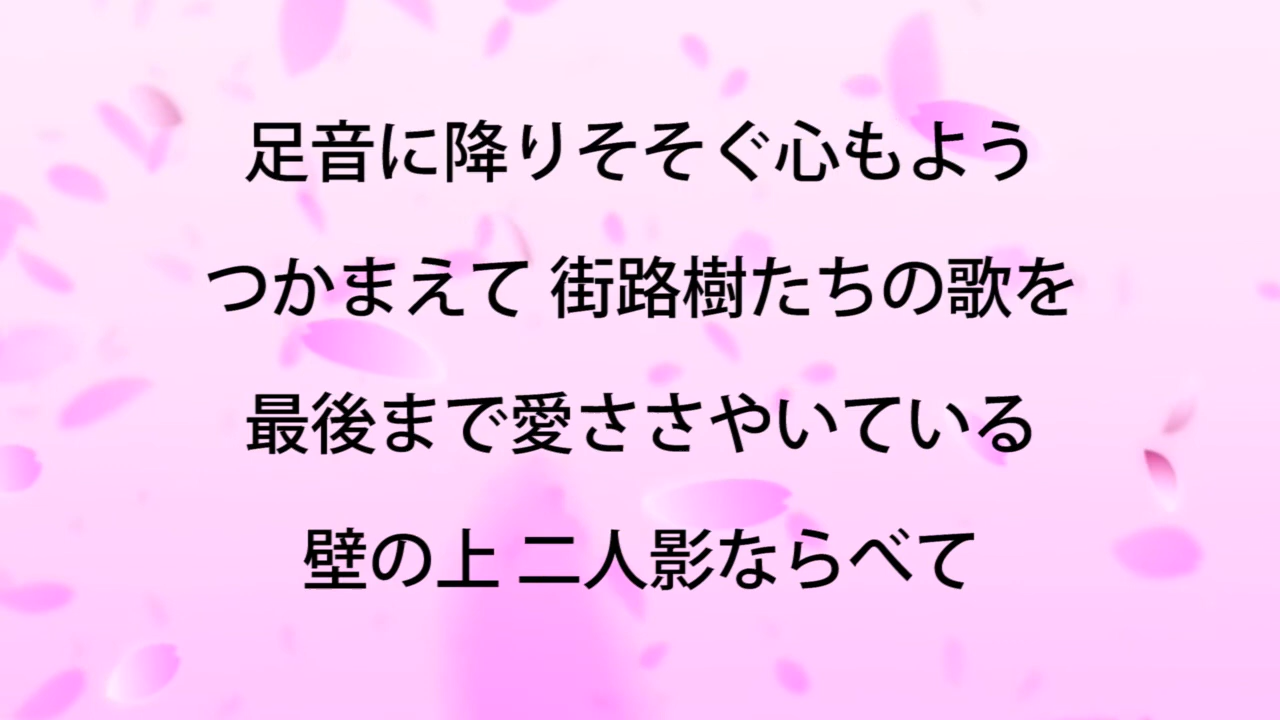 足音に降りそそぐ心もよう
つかまえて 街路樹たちの歌を
最後まで愛ささやいている
壁の上 二人影ならべて